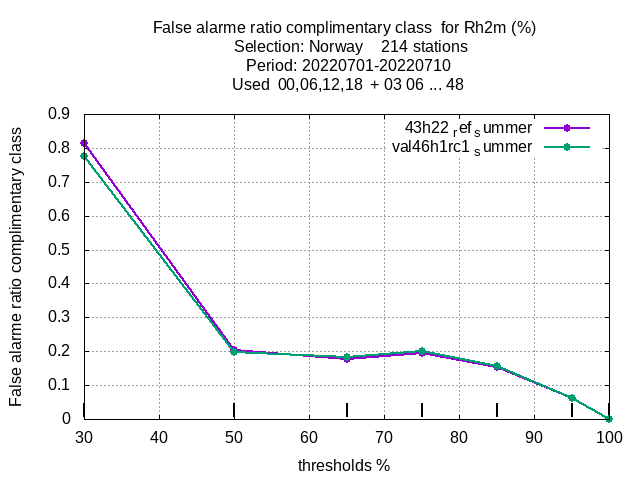 False alarme ratio complimentary class  for Rh2m (%)
Selection: Norway    214 stations
Period: 20220701-20220710
Used  00,06,12,18  + 03 06 ... 48
43h22 ref summer
val46h1rc1 summer
0.9
0.8
0.7
0.6
0.5
0.4
0.3
0.2
0.1
0
False alarme ratio complimentary class
30 40 50 60 70 80 90 100
thresholds %